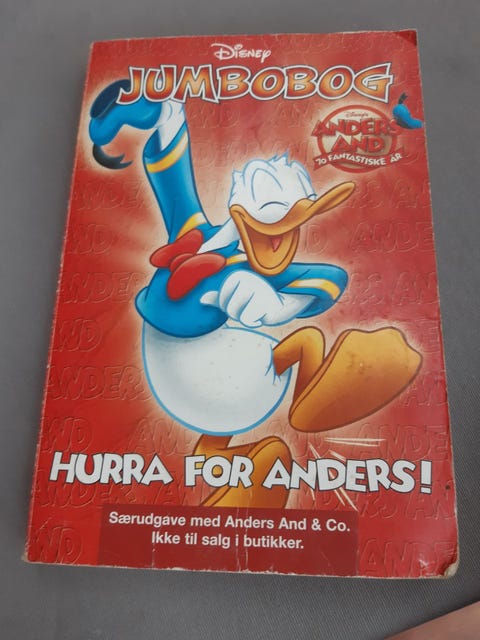 Disney
JUMBOBOG
Disney's
ANDERS
AND
70 FANTASTISKE ÅR
HURRA FOR ANDERS!
Særudgave med Anders And & Co.
Ikke til salg i butikker.